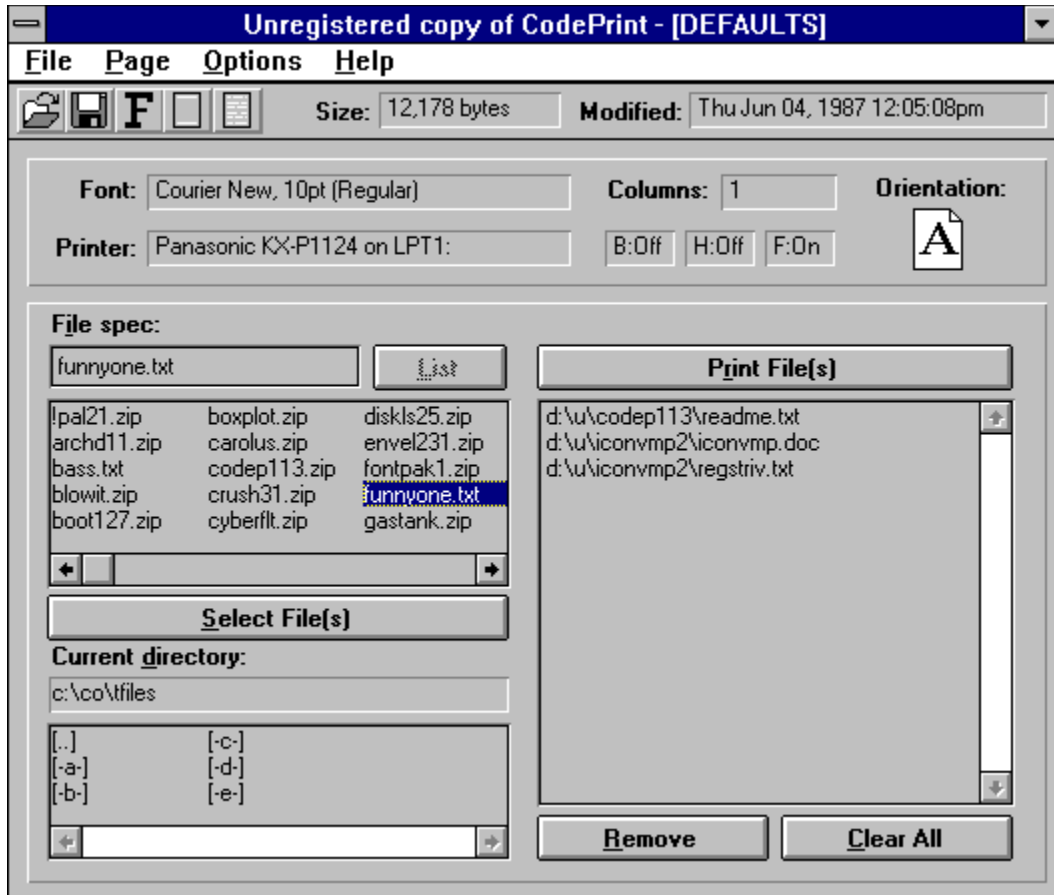 Unregistered copy of CodePrint - [DEFAULTS]
File Page Options Help
F Size: 12,178 bytes Modified: Thu Jun 04, 1987 12:05:08pm
Font: Courier New, 10pt (Regular) Columns: 1 Orientation:
Printer: Panasonic KX-P1124 on LPT1: B:Off H:Off F:On A
File spec:
funnyone.txt List Print File(s)
!pal21.zip boxplot.zip diskls25.zip
archd11.zip carolus.zip envel231.zip
bass.txt codep113.zip fontpak1.zip
blowit.zip crush31.zip funnyone.txt
boot127.zip cyberflt.zip gastank.zip
d:\u\codep113\readme.txt
d:\u\iconvmp2\iconvmp.doc
d:\u\iconvmp2\regstriv.txt
Select File(s)
Current directory:
c:\co\tfiles
[..] [-c-]
[-a-] [-d-]
[-b-] [-e-]
Remove Clear All